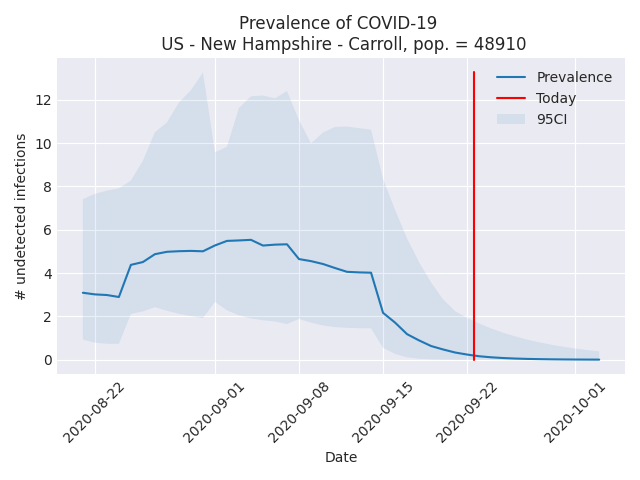 Prevalence of COVID-19
US - New Hampshire - Carroll, pop. = 48910
Prevalence
Today
95CI
# undetected infections
12
10
8
6
4
2
0
2020-08-22
2020-09-01
2020-09-08
2020-09-15
2020-09-22
2020-10-01
Date